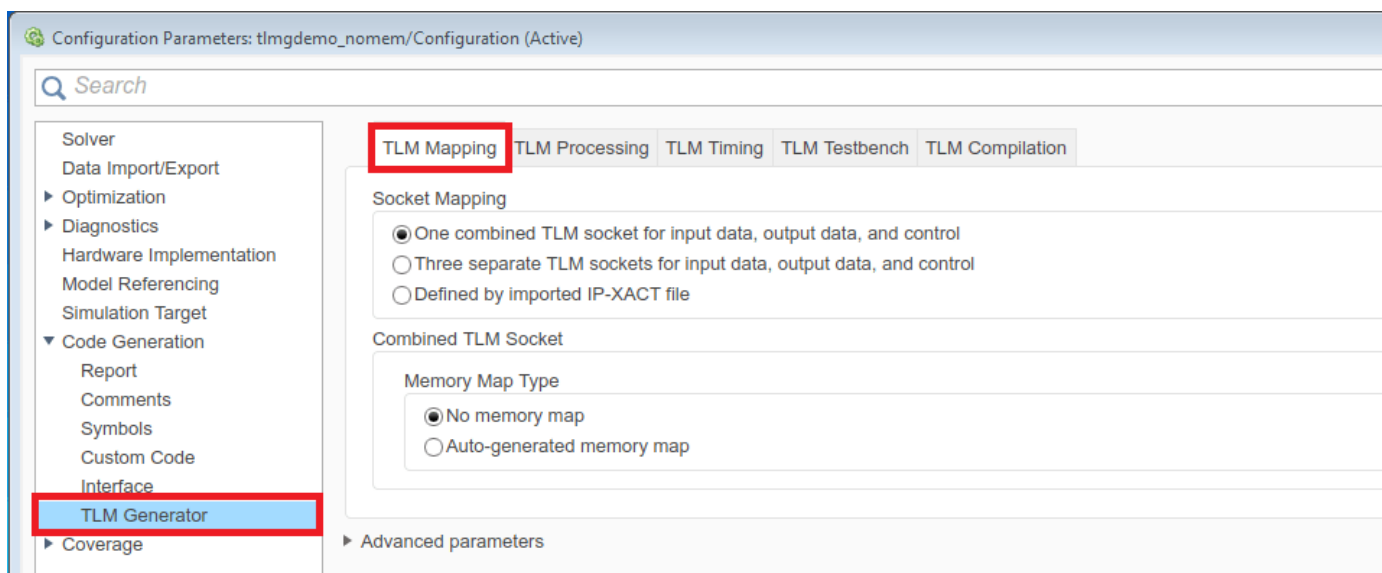 Configuration Parameters: tlmgdemo_nomem/Configuration (Active)
Search
Solver
Data Import/Export
Optimization
Diagnostics
Hardware Implementation
Model Referencing
Simulation Target
Code Generation
Report
Comments
Symbols
Custom Code
Interface
TLM Generator
Coverage
TLM Mapping TLM Processing TLM Timing TLM Testbench TLM Compilation
Socket Mapping
One combined TLM socket for input data, output data, and control
Three separate TLM sockets for input data, output data, and control
Defined by imported IP-XACT file
Combined TLM Socket
Memory Map Type
No memory map
Auto-generated memory map
Advanced parameters